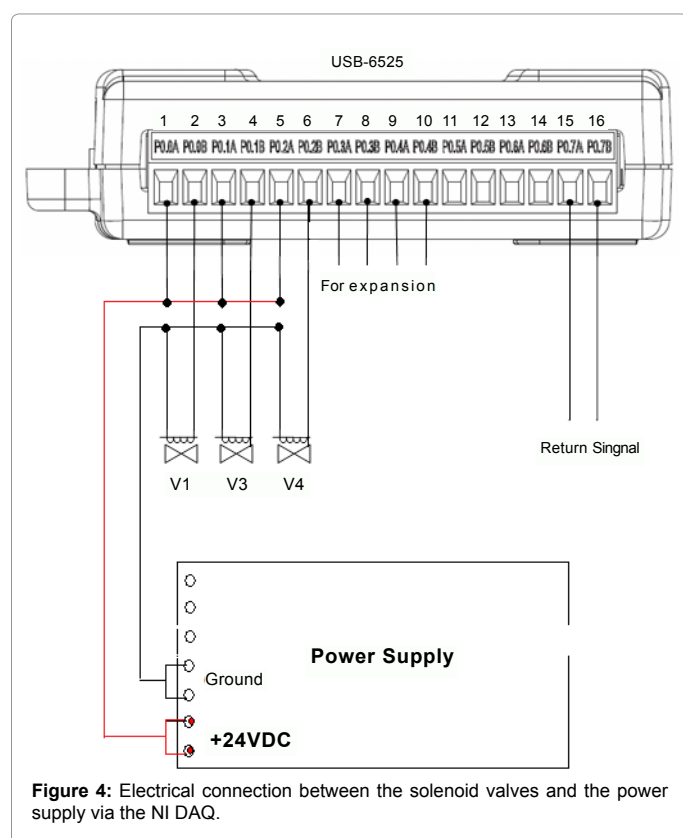 USB-6525
1 2 3 4 5 6 7 8 9 10 11 12 13 14 15 16
P0.0A P0.0B P0.1A P0.1B P0.2A P0.2B P0.3A P0.3B P0.4A P0.4B P0.5A P0.5B P0.6A P0.6B P0.7A P0.7B
For expansion
Return Singnal
V1 V3 V4
Power Supply
Ground
+24VDC
Figure 4: Electrical connection between the solenoid valves and the power
supply via the NI DAQ.